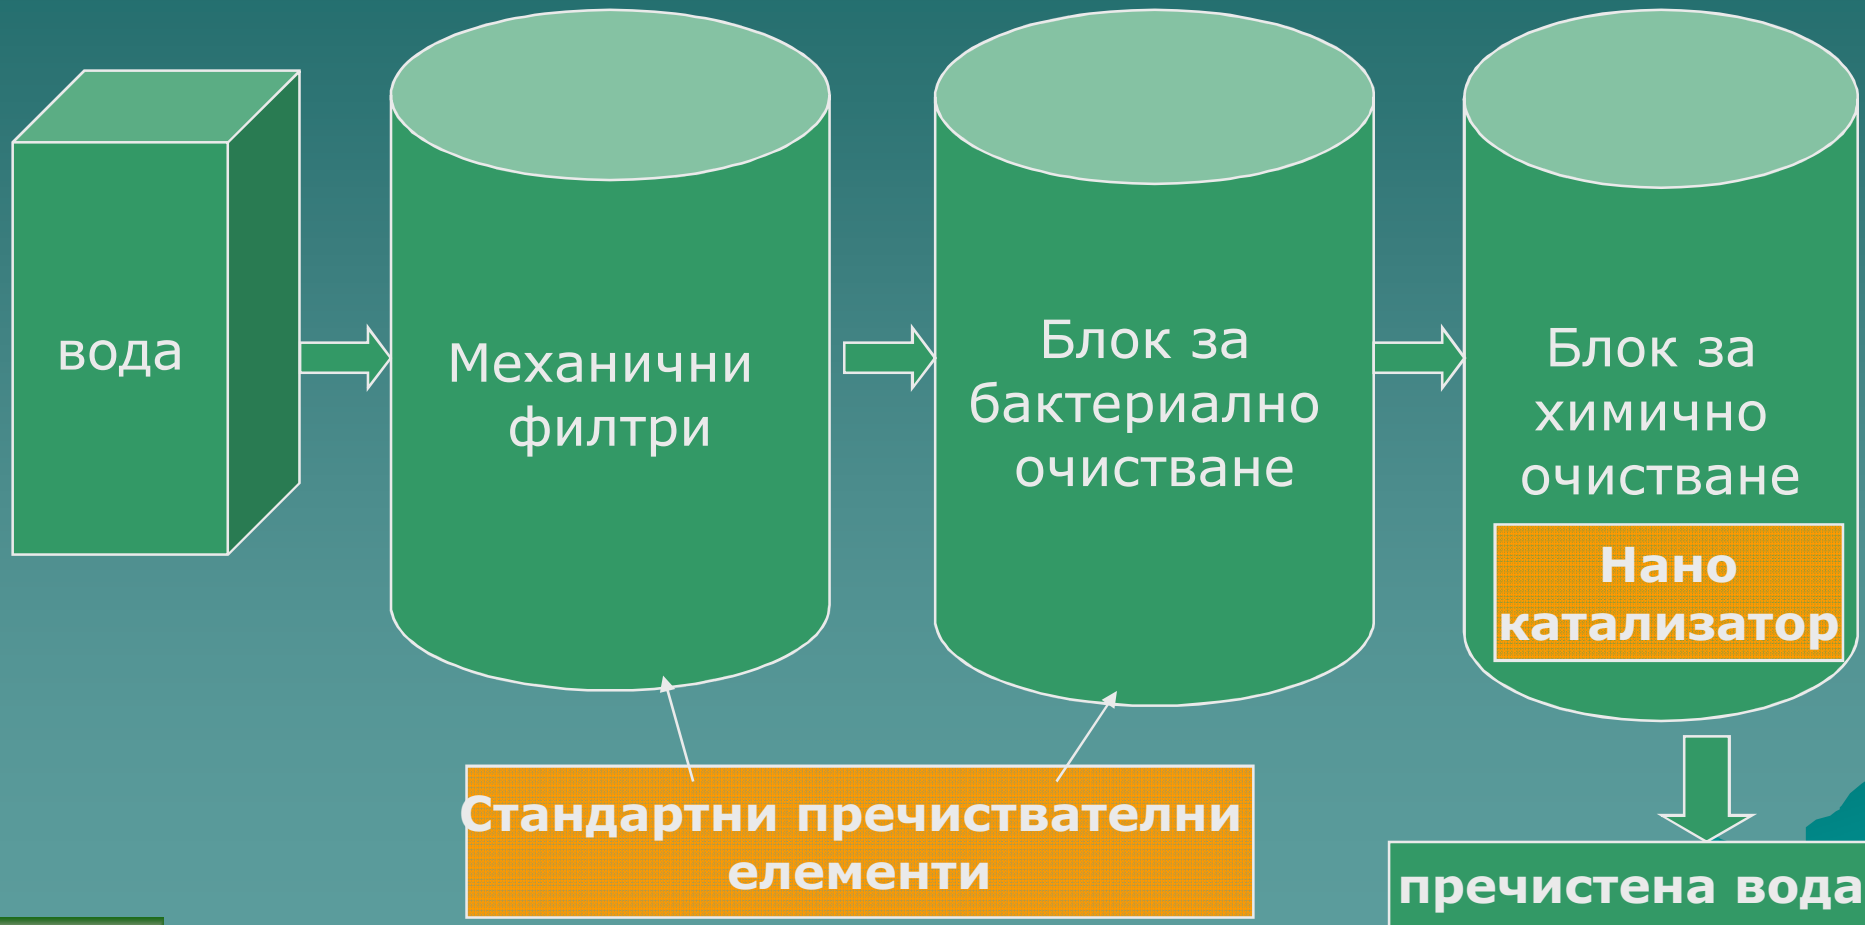 вода
Механични
филтри
Блок за
бактериално
очистване
Блок за
химично
очистване
Нано
катализатор
Стандартни пречиствателни
елементи
пречистена вода